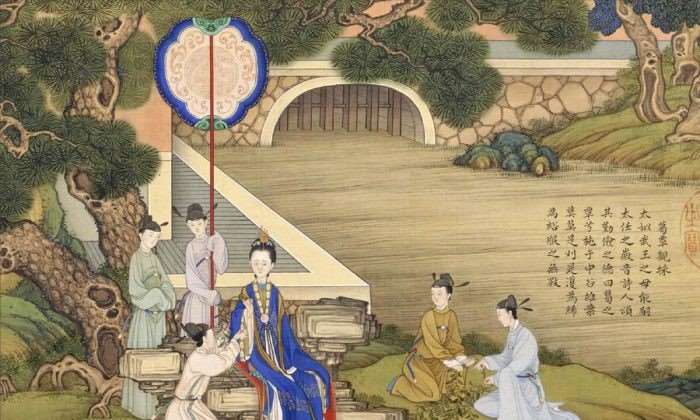 葛覃親採
太姒武王之母能嗣
太任之徽音詩人頌
其勤儉之德曰葛之
覃兮施于中谷維葉
莫莫是刈是濩為絺
為綌服之無斁